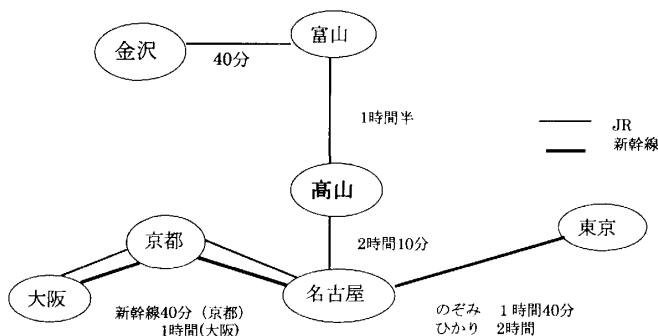 金沢
40分
富山
1時間半
JR
新幹線
高山
2時間10分
京都
東京
大阪
新幹線40分（京都）
1時間(大阪)
名古屋
のぞみ 1時間40分
ひかり 2時間